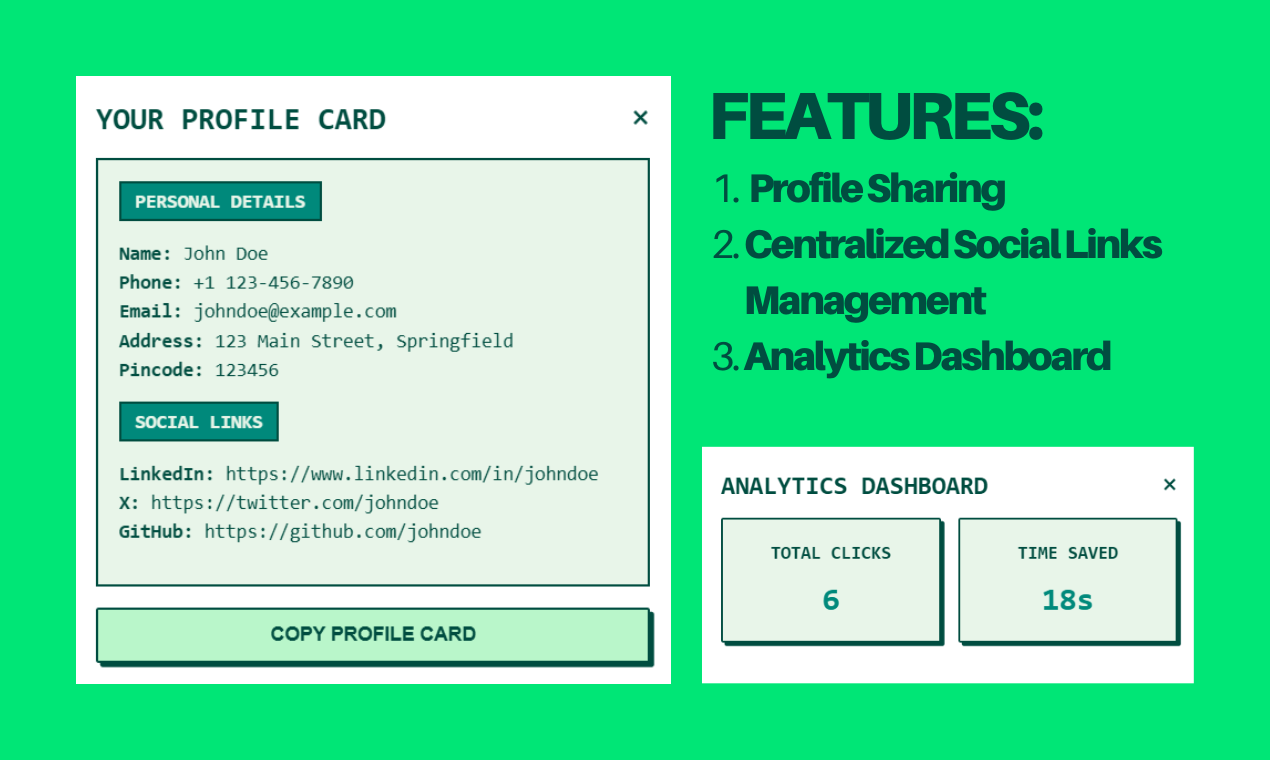 YOUR PROFILE CARD ×
PERSONAL DETAILS
Name: John Doe
Phone: +1 123-456-7890
Email: johndoe@example.com
Address: 123 Main Street, Springfield
Pincode: 123456
SOCIAL LINKS
LinkedIn: https://www.linkedin.com/in/johndoe
X: https://twitter.com/johndoe
GitHub: https://github.com/johndoe
COPY PROFILE CARD
FEATURES:
1. Profile Sharing
2. Centralized Social Links
Management
3. Analytics Dashboard
ANALYTICS DASHBOARD ×
TOTAL CLICKS
6
TIME SAVED
18s